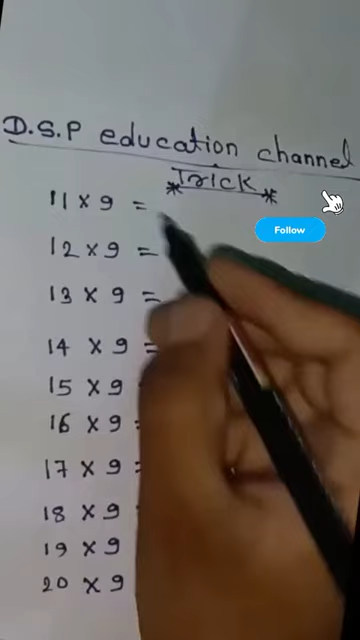 D.S.P education channel
*Trick*
Follow
11 × 9 =
12 × 9 =
13 × 9 =
14 × 9 =
15 × 9
16 × 9 =
17 × 9 =
18 × 9
19 × 9
20 × 9